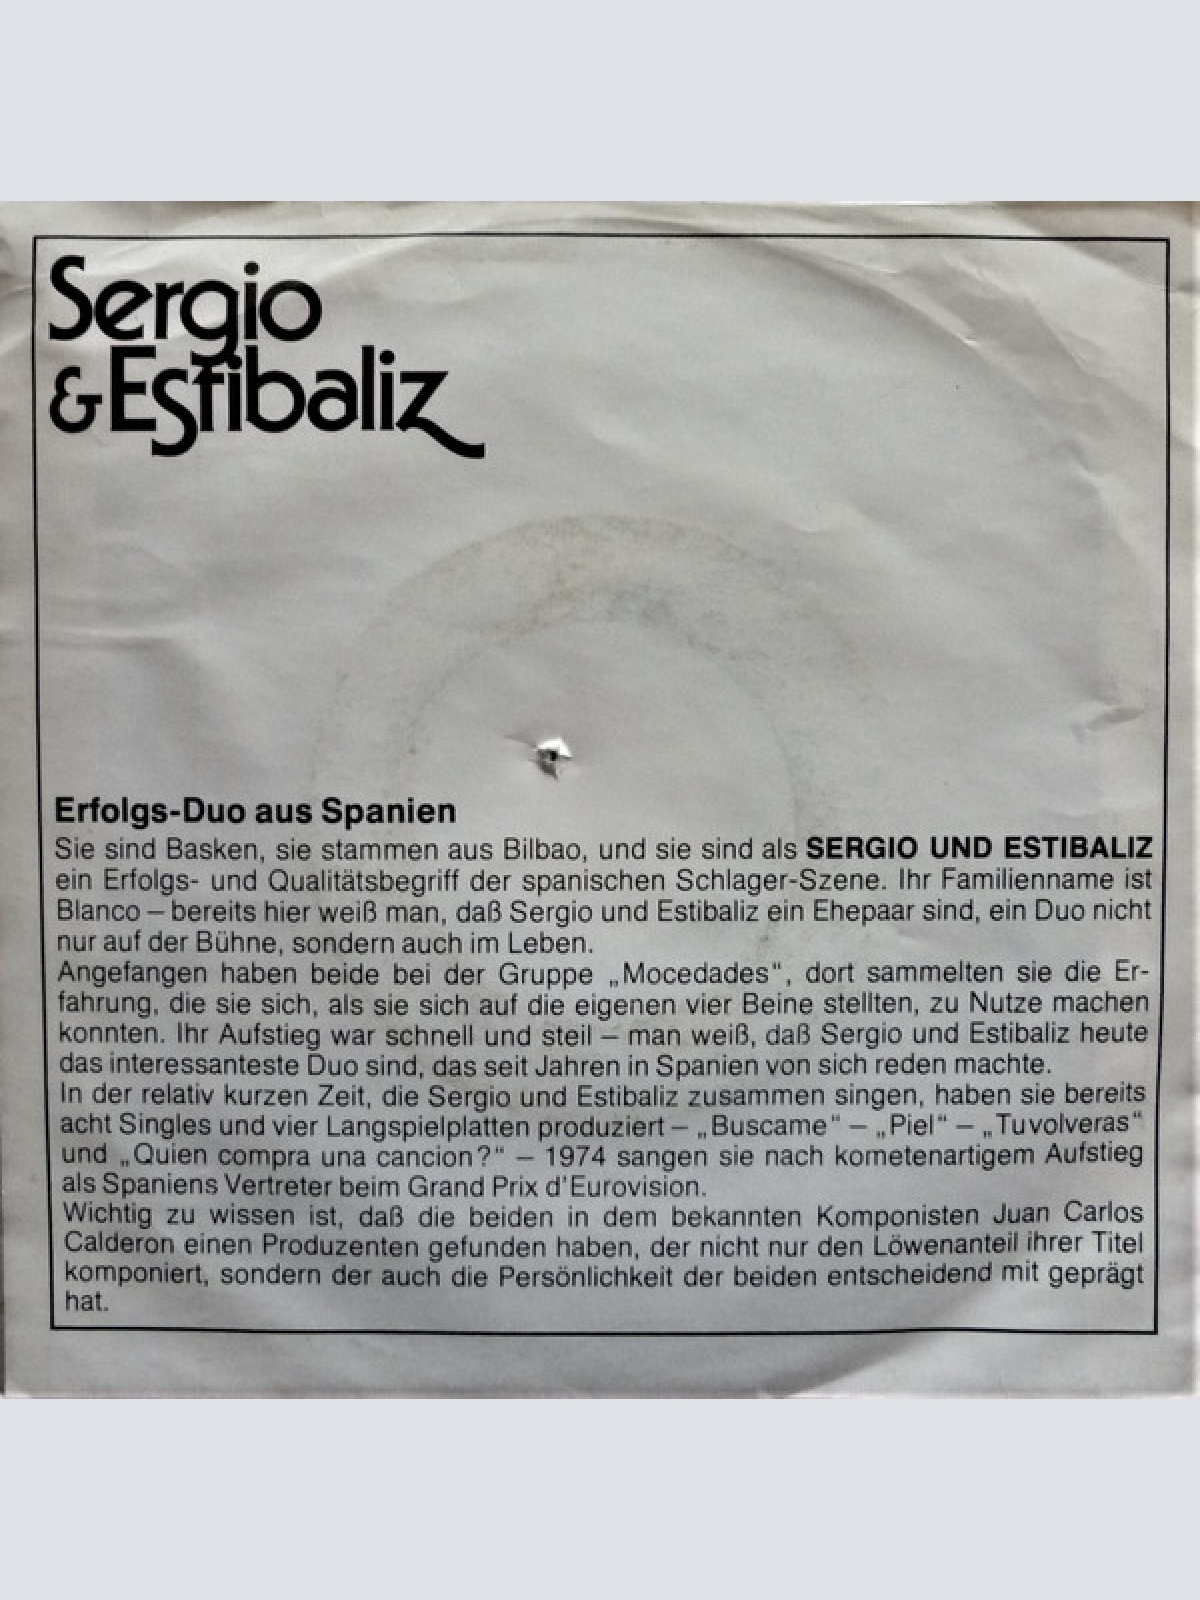 Sergio
& Estibaliz
Erfolgs-Duo aus Spanien
Sie sind Basken, sie stammen aus Bilbao, und sie sind als SERGIO UND ESTIBALIZ
ein Erfolgs- und Qualitätsbegriff der spanischen Schlager-Szene. Ihr Familienname ist
Blanco – bereits hier weiß man, daß Sergio und Estibaliz ein Ehepaar sind, ein Duo nicht
nur auf der Bühne, sondern auch im Leben.
Angefangen haben beide bei der Gruppe „Mocedades“, dort sammelten sie die Er-
fahrung, die sie sich, als sie sich auf die eigenen vier Beine stellten, zu Nutze machen
konnten. Ihr Aufstieg war schnell und steil – man weiß, daß Sergio und Estibaliz heute
das interessanteste Duo sind, das seit Jahren in Spanien von sich reden machte.
In der relativ kurzen Zeit, die Sergio und Estibaliz zusammen singen, haben sie bereits
acht Singles und vier Langspielplatten produziert – „Buscame“ – „Piel“ – „Tuvolveras“
und „Quien compra una cancion?“ – 1974 sangen sie nach kometenartigem Aufstieg
als Spaniens Vertreter beim Grand Prix d'Eurovision.
Wichtig zu wissen ist, daß die beiden in dem bekannten Komponisten Juan Carlos
Calderon einen Produzenten gefunden haben, der nicht nur den Löwenanteil ihrer Titel
komponiert, sondern der auch die Persönlichkeit der beiden entscheidend mit geprägt
hat.